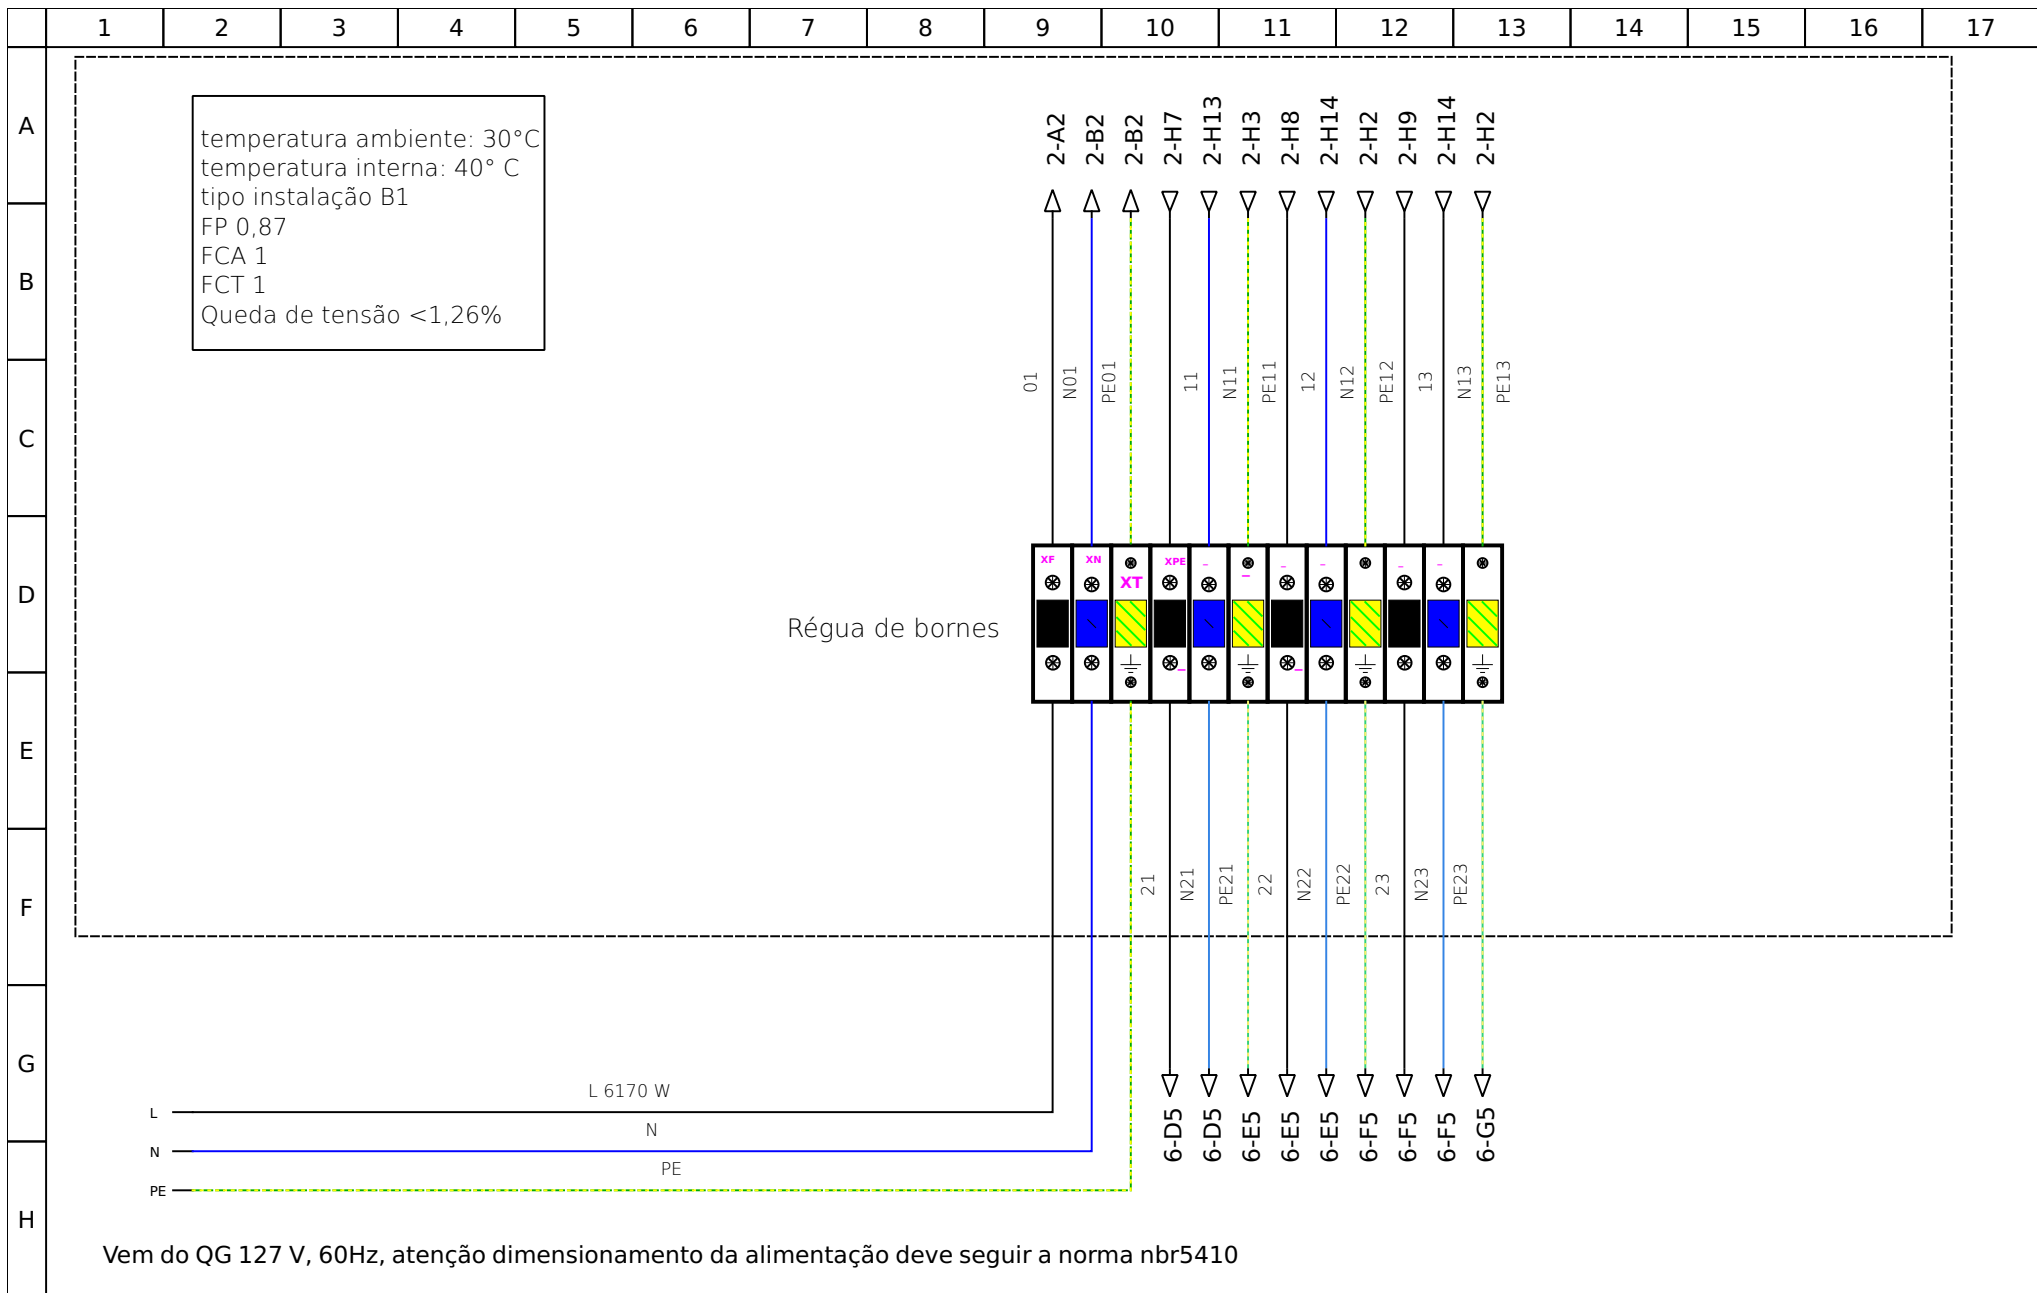 1 2 3 4 5 6 7 8 9 10 11 12 13 14 15 16 17
A
B
C
D
E
F
G
H
temperatura ambiente: 30°C
temperatura interna: 40° C
tipo instalação B1
FP 0,87
FCA 1
FCT 1
Queda de tensão <1,26%
2-A2
2-B2
2-B2
2-H7
2-H13
2-H3
2-H8
2-H14
2-H2
2-H9
2-H14
2-H2
01
N01
PE01
11
N11
PE11
12
N12
PE12
13
N13
PE13
XF
XN
XT
XPE
Régua de bornes
21
N21
PE21
22
N22
PE22
23
N23
PE23
6-D5
6-D5
6-E5
6-E5
6-E5
6-F5
6-F5
6-F5
6-G5
L 6170 W
L
N
N
PE
PE
Vem do QG 127 V, 60Hz, atenção dimensionamento da alimentação deve seguir a norma nbr5410